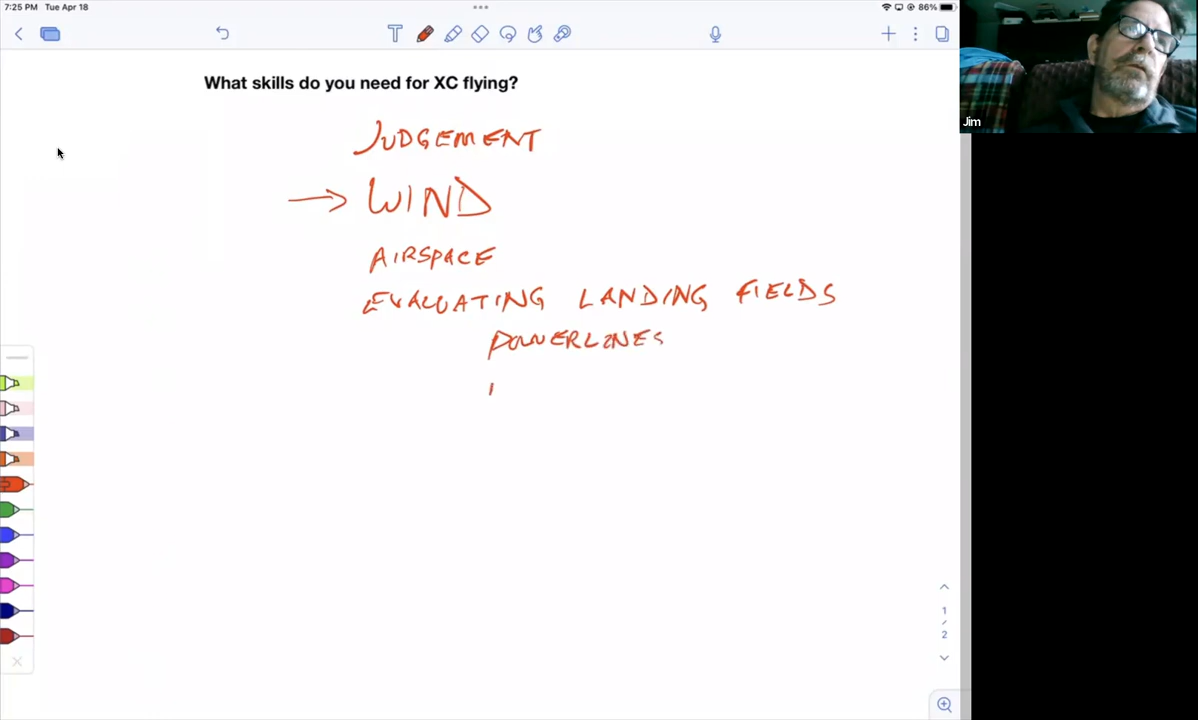 7:25 PM Tue Apr 18
86%
What skills do you need for XC flying?
JUDGEMENT
→ WIND
AIRSPACE
EVALUATING LANDING FIELDS
POWERLINES
Jim
1
/
2